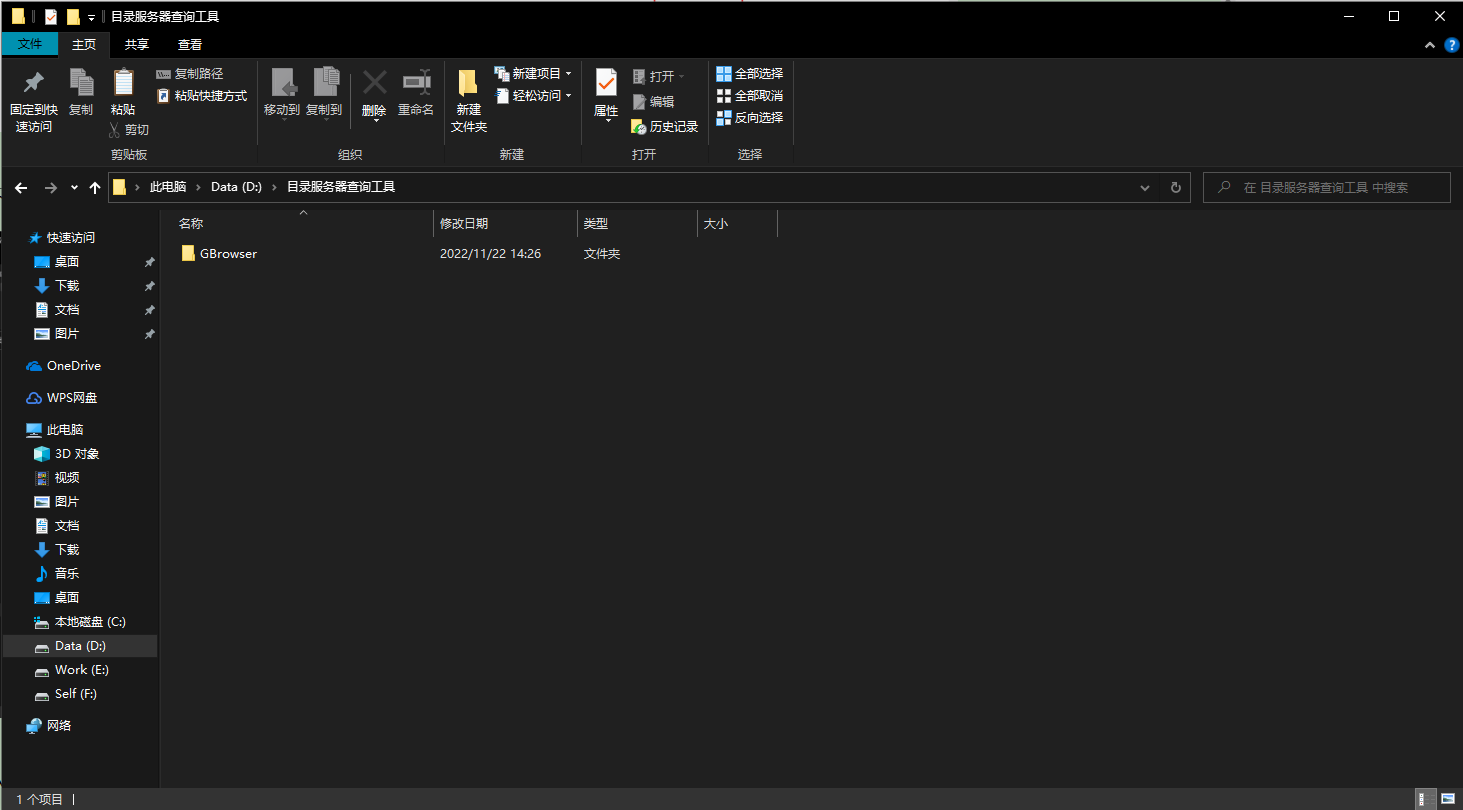 目录服务器查询工具
文件 主页 共享 查看
固定到快速访问
复制
粘贴
复制路径
粘贴快捷方式
剪切
剪贴板
移动到
复制到
删除
重命名
组织
新建文件夹
新建项目
轻松访问
新建
属性
打开
编辑
历史记录
打开
全部选择
全部取消
反向选择
选择
此电脑 › Data (D:) › 目录服务器查询工具
在 目录服务器查询工具 中搜索
名称 修改日期 类型 大小
GBrowser 2022/11/22 14:26 文件夹
快速访问
桌面
下载
文档
图片
OneDrive
WPS网盘
此电脑
3D 对象
视频
图片
文档
下载
音乐
桌面
本地磁盘 (C:)
Data (D:)
Work (E:)
Self (F:)
网络
1 个项目